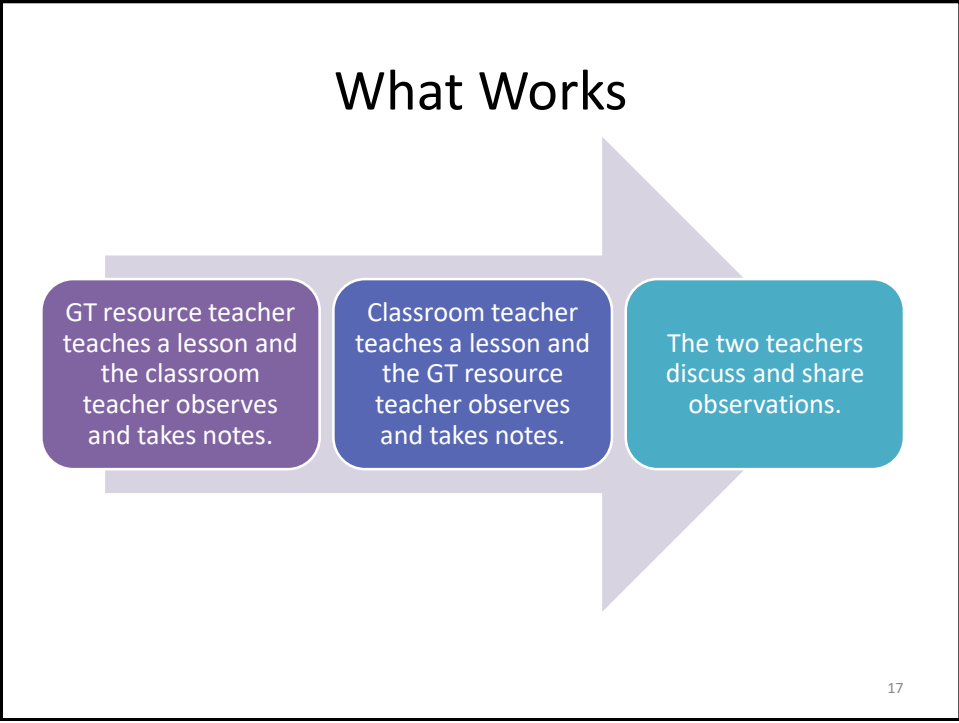 What Works
GT resource teacher
teaches a lesson and
the classroom
teacher observes
and takes notes.
Classroom teacher
teaches a lesson and
the GT resource
teacher observes
and takes notes.
The two teachers
discuss and share
observations.
17